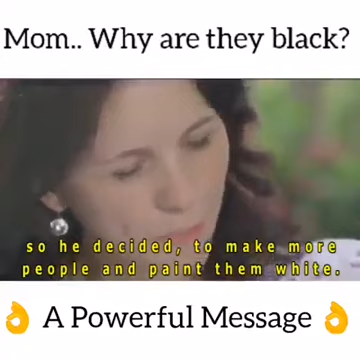 Mom.. Why are they black?
so he decided, to make more
people and paint them white.
👌 A Powerful Message 👌